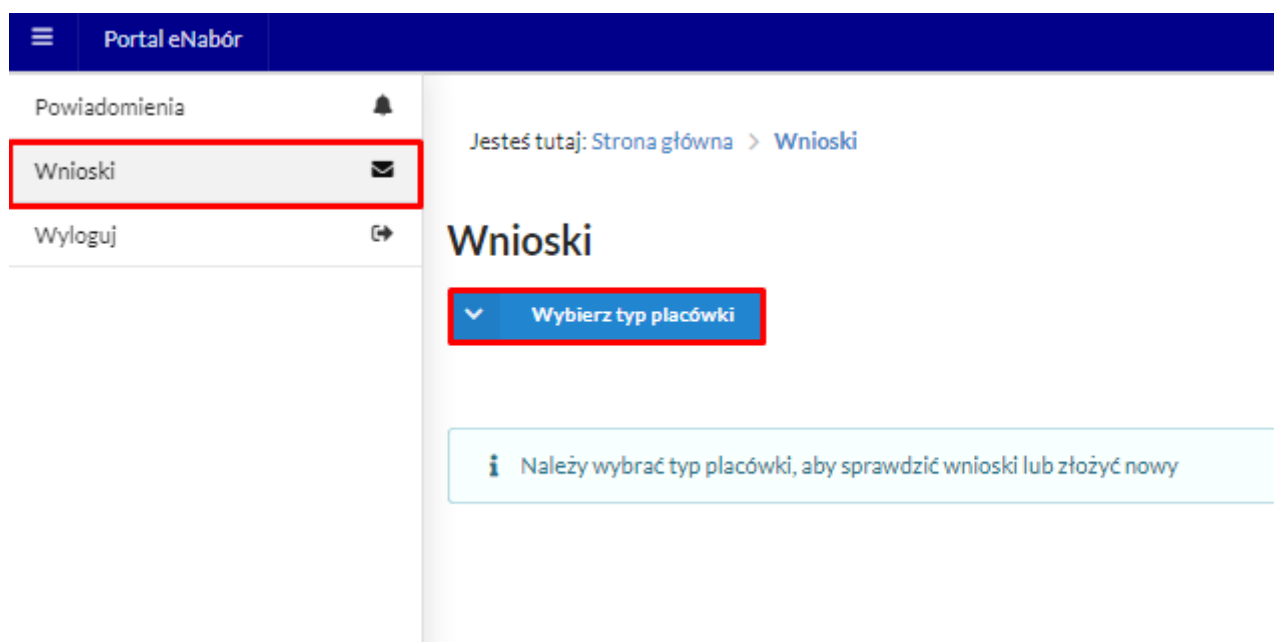 Portal eNabór
Powiadomienia
Wnioski
Wyloguj
Jesteś tutaj: Strona główna > Wnioski
Wnioski
Wybierz typ placówki
Należy wybrać typ placówki, aby sprawdzić wnioski lub złożyć nowy